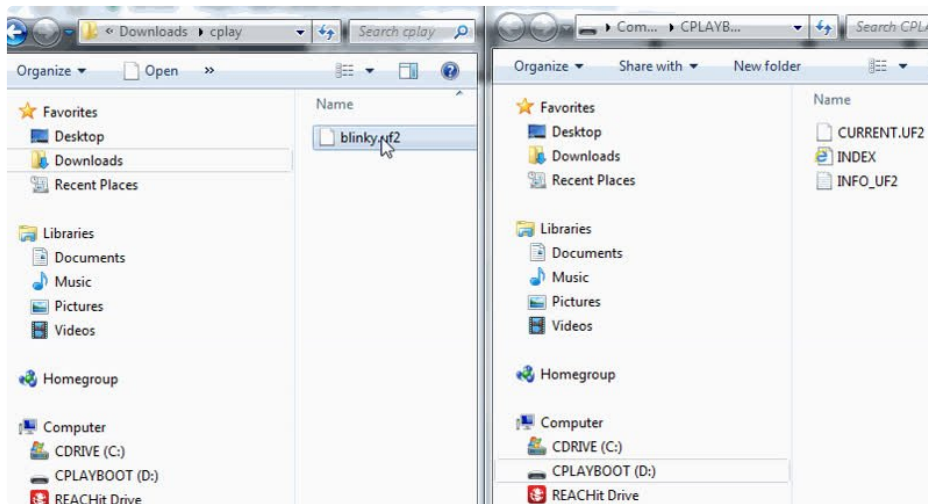 « Downloads ▸ cplay
Search cplay
Organize ▾ Open »
Favorites
Desktop
Downloads
Recent Places
Libraries
Documents
Music
Pictures
Videos
Homegroup
Computer
CDRIVE (C:)
CPLAYBOOT (D:)
REACHit Drive
Name
blinky.uf2
▸ Com... ▸ CPLAYB...
Search CPLA
Organize ▾ Share with ▾ New folder
Favorites
Desktop
Downloads
Recent Places
Libraries
Documents
Music
Pictures
Videos
Homegroup
Computer
CDRIVE (C:)
CPLAYBOOT (D:)
REACHit Drive
Name
CURRENT.UF2
INDEX
INFO_UF2